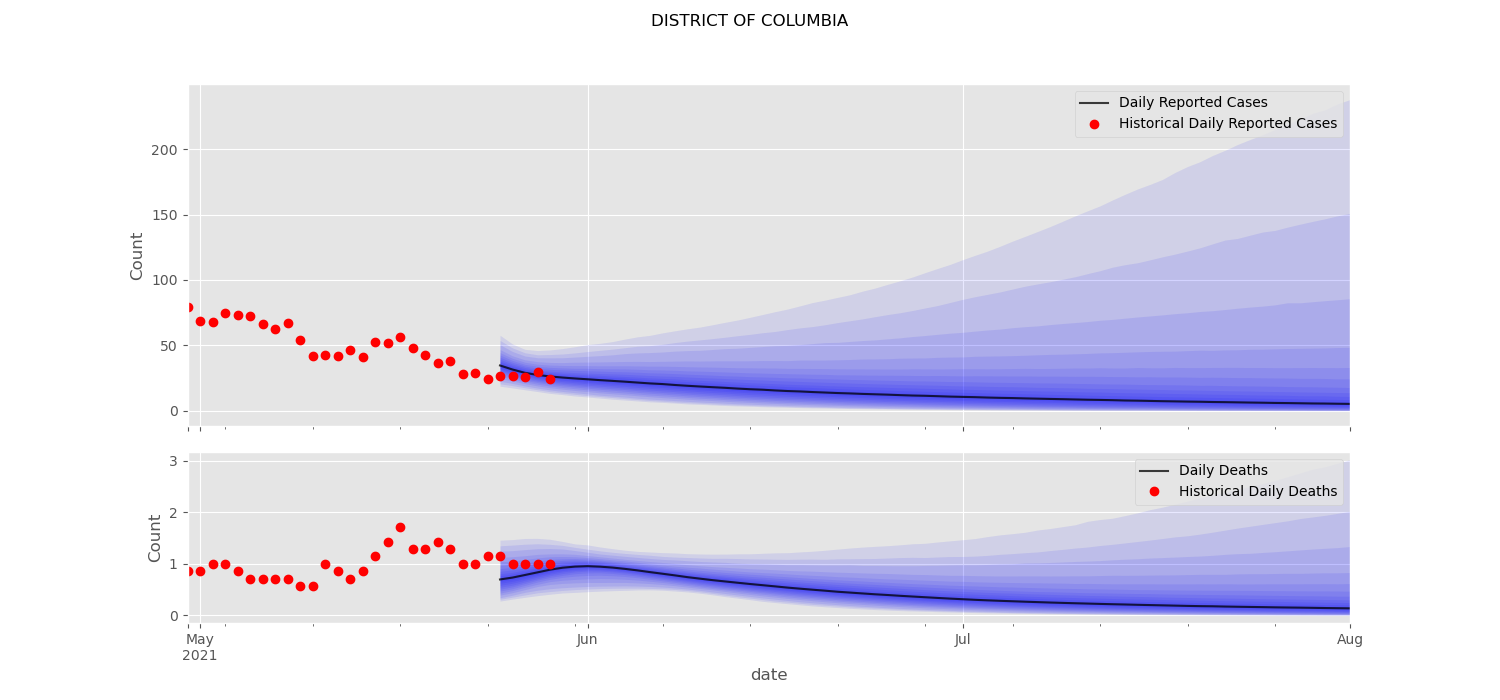 DISTRICT OF COLUMBIA
Daily Reported Cases
Historical Daily Reported Cases
200
150
100
50
0
Count
Daily Deaths
Historical Daily Deaths
3
2
1
0
Count
May
2021
Jun
Jul
Aug
date